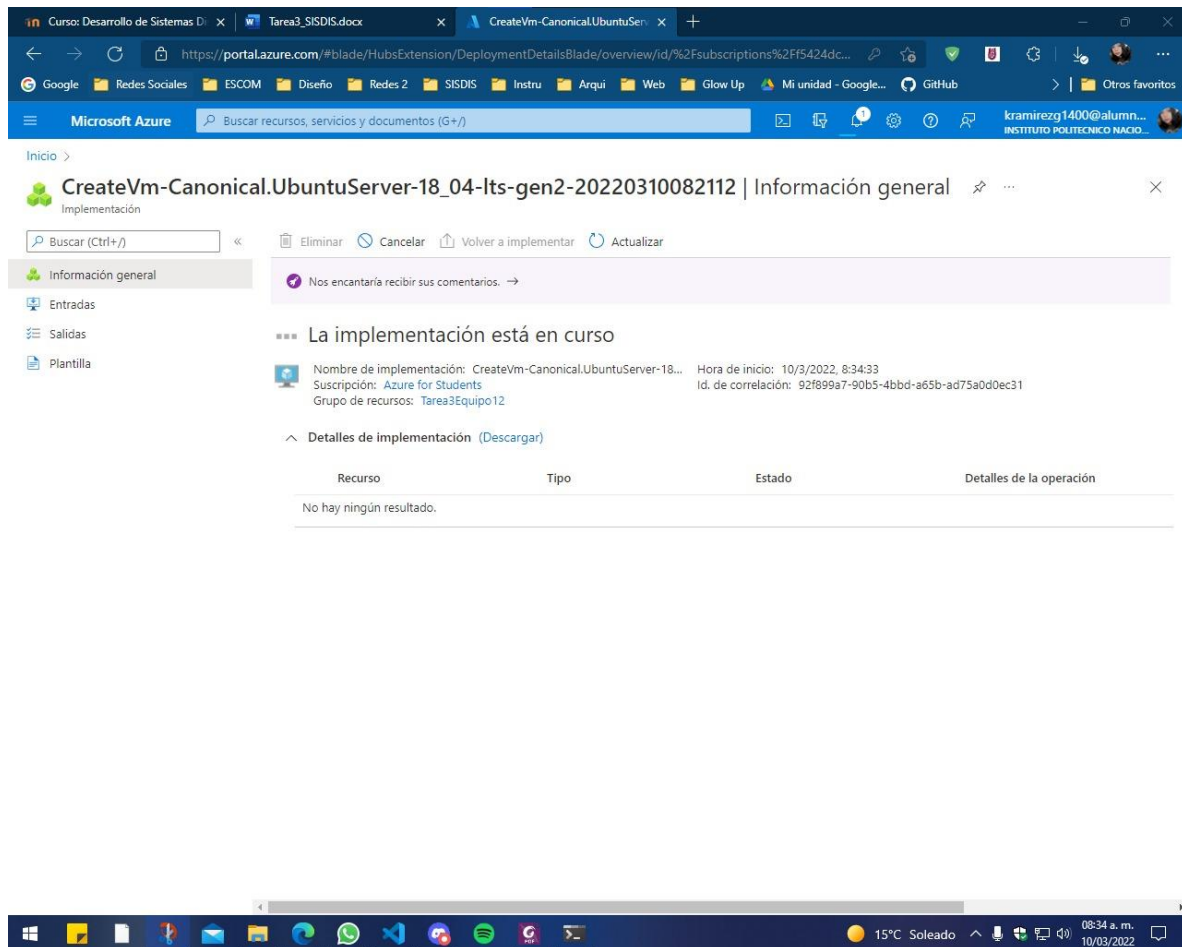 Curso: Desarrollo de Sistemas Di
Tarea3_SISDIS.docx
CreateVm-Canonical.UbuntuServ
https://portal.azure.com/#blade/HubsExtension/DeploymentDetailsBlade/overview/id/%2Fsubscriptions%2Ff5424dc...
Google Redes Sociales ESCOM Diseño Redes 2 SISDIS Instru Arqui Web Glow Up Mi unidad - Google... GitHub Otros favoritos
Microsoft Azure
Buscar recursos, servicios y documentos (G+/)
1
kramirezg1400@alumn...
INSTITUTO POLITECNICO NACIO...
Inicio >
CreateVm-Canonical.UbuntuServer-18_04-lts-gen2-20220310082112 | Información general
Implementación
Buscar (Ctrl+/)
Eliminar Cancelar Volver a implementar Actualizar
Información general
Entradas
Salidas
Plantilla
Nos encantaría recibir sus comentarios. →
La implementación está en curso
Nombre de implementación: CreateVm-Canonical.UbuntuServer-18...
Suscripción: Azure for Students
Grupo de recursos: Tarea3Equipo12
Hora de inicio: 10/3/2022, 8:34:33
Id. de correlación: 92f899a7-90b5-4bbd-a65b-ad75a0d0ec31
Detalles de implementación (Descargar)
Recurso Tipo Estado Detalles de la operación
No hay ningún resultado.
15°C Soleado
08:34 a. m.
10/03/2022